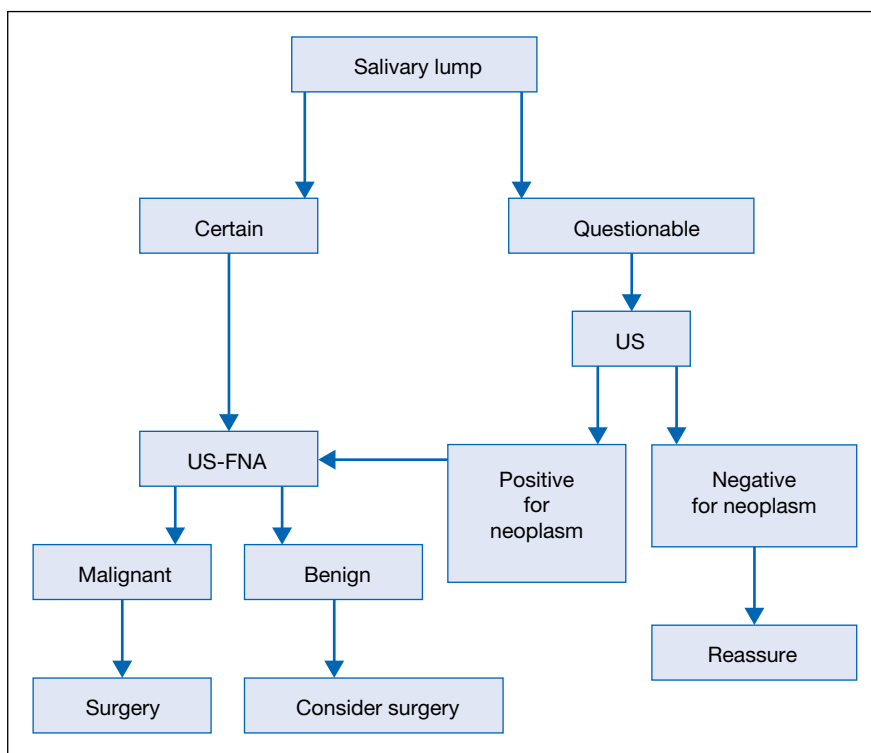 Salivary lump
Certain
Questionable
US
US-FNA
Positive
for
neoplasm
Negative
for neoplasm
Malignant
Benign
Reassure
Surgery
Consider surgery